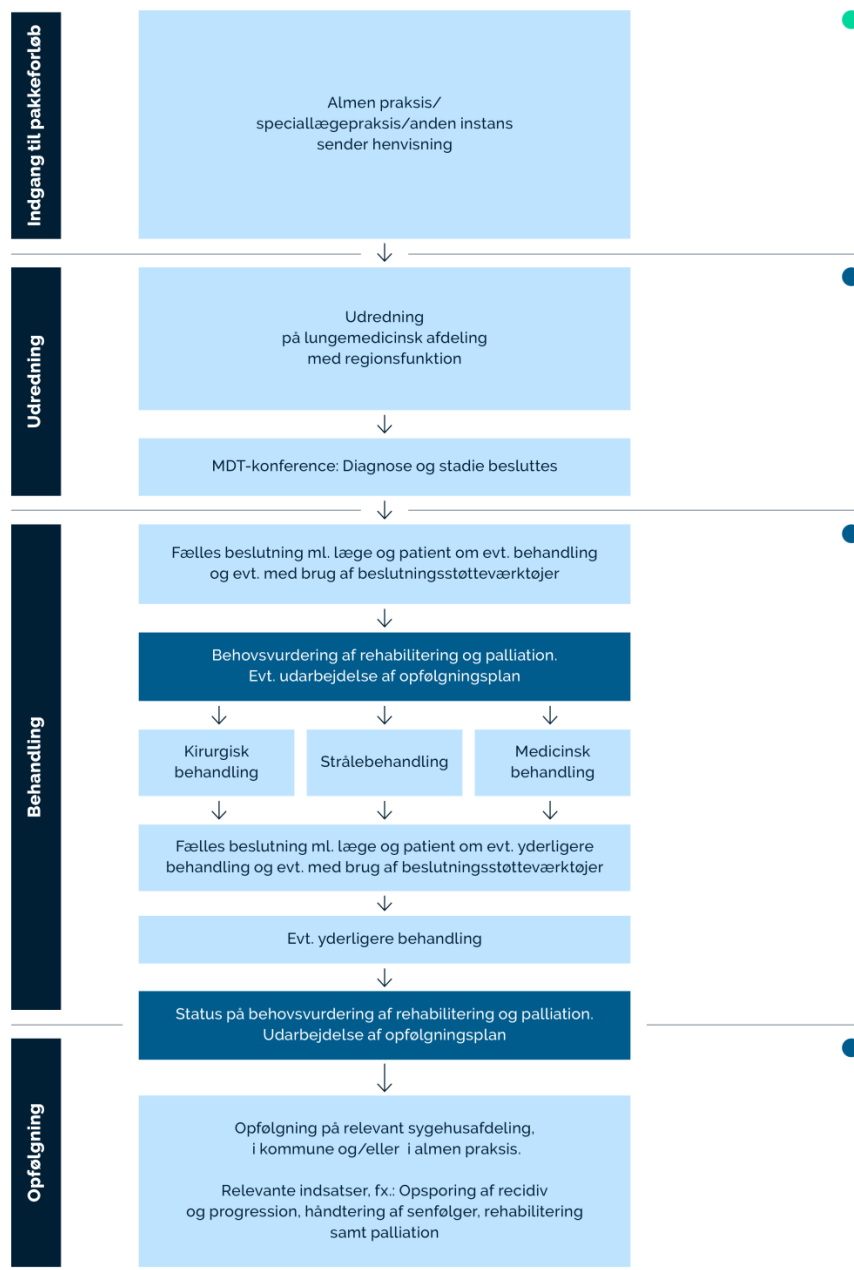 Indgang til pakkeforløb
Almen praksis/
speciallægepraksis/anden instans
sender henvisning
Udredning
Udredning
på lungemedicinsk afdeling
med regionsfunktion
MDT-konference: Diagnose og stadie besluttes
Behandling
Fælles beslutning ml. læge og patient om evt. behandling
og evt. med brug af beslutningsstøtteværktøjer
Behovsvurdering af rehabilitering og palliation.
Evt. udarbejdelse af opfølgningsplan
Kirurgisk
behandling
Strålebehandling
Medicinsk
behandling
Fælles beslutning ml. læge og patient om evt. yderligere
behandling og evt. med brug af beslutningsstøtteværktøjer
Evt. yderligere behandling
Status på behovsvurdering af rehabilitering og palliation.
Udarbejdelse af opfølgningsplan
Opfølgning
Opfølgning på relevant sygehusafdeling,
i kommune og/eller i almen praksis.
Relevante indsatser, fx.: Opsporing af recidiv
og progression, håndtering af senfølger, rehabilitering
samt palliation